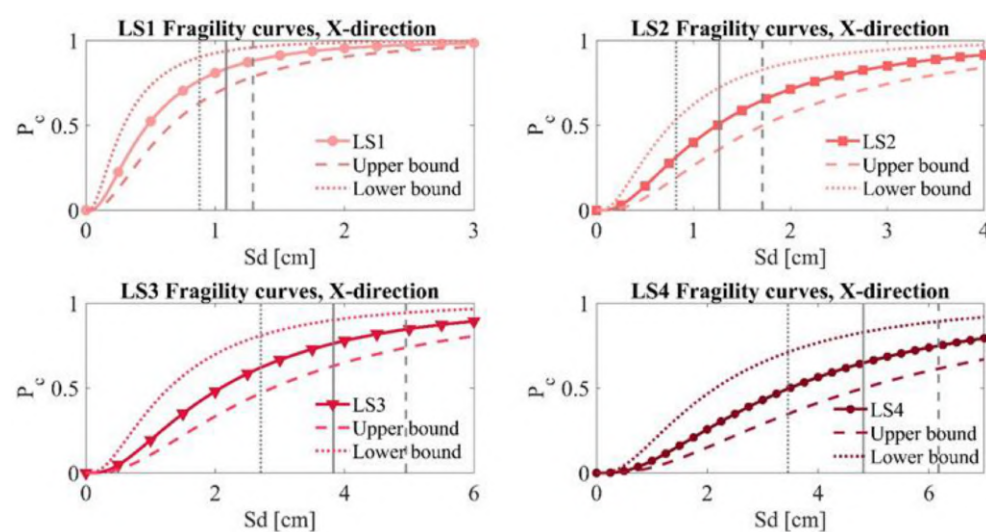 LS1 Fragility curves, X-direction
1
0.5
0
P_c
LS1
Upper bound
Lower bound
0 1 2 3
Sd [cm]
LS2 Fragility curves, X-direction
1
0.5
0
P_c
LS2
Upper bound
Lower bound
0 1 2 3 4
Sd [cm]
LS3 Fragility curves, X-direction
1
0.5
0
P_c
LS3
Upper bound
Lower bound
0 2 4 6
Sd [cm]
LS4 Fragility curves, X-direction
1
0.5
0
P_c
LS4
Upper bound
Lower bound
0 2 4 6
Sd [cm]